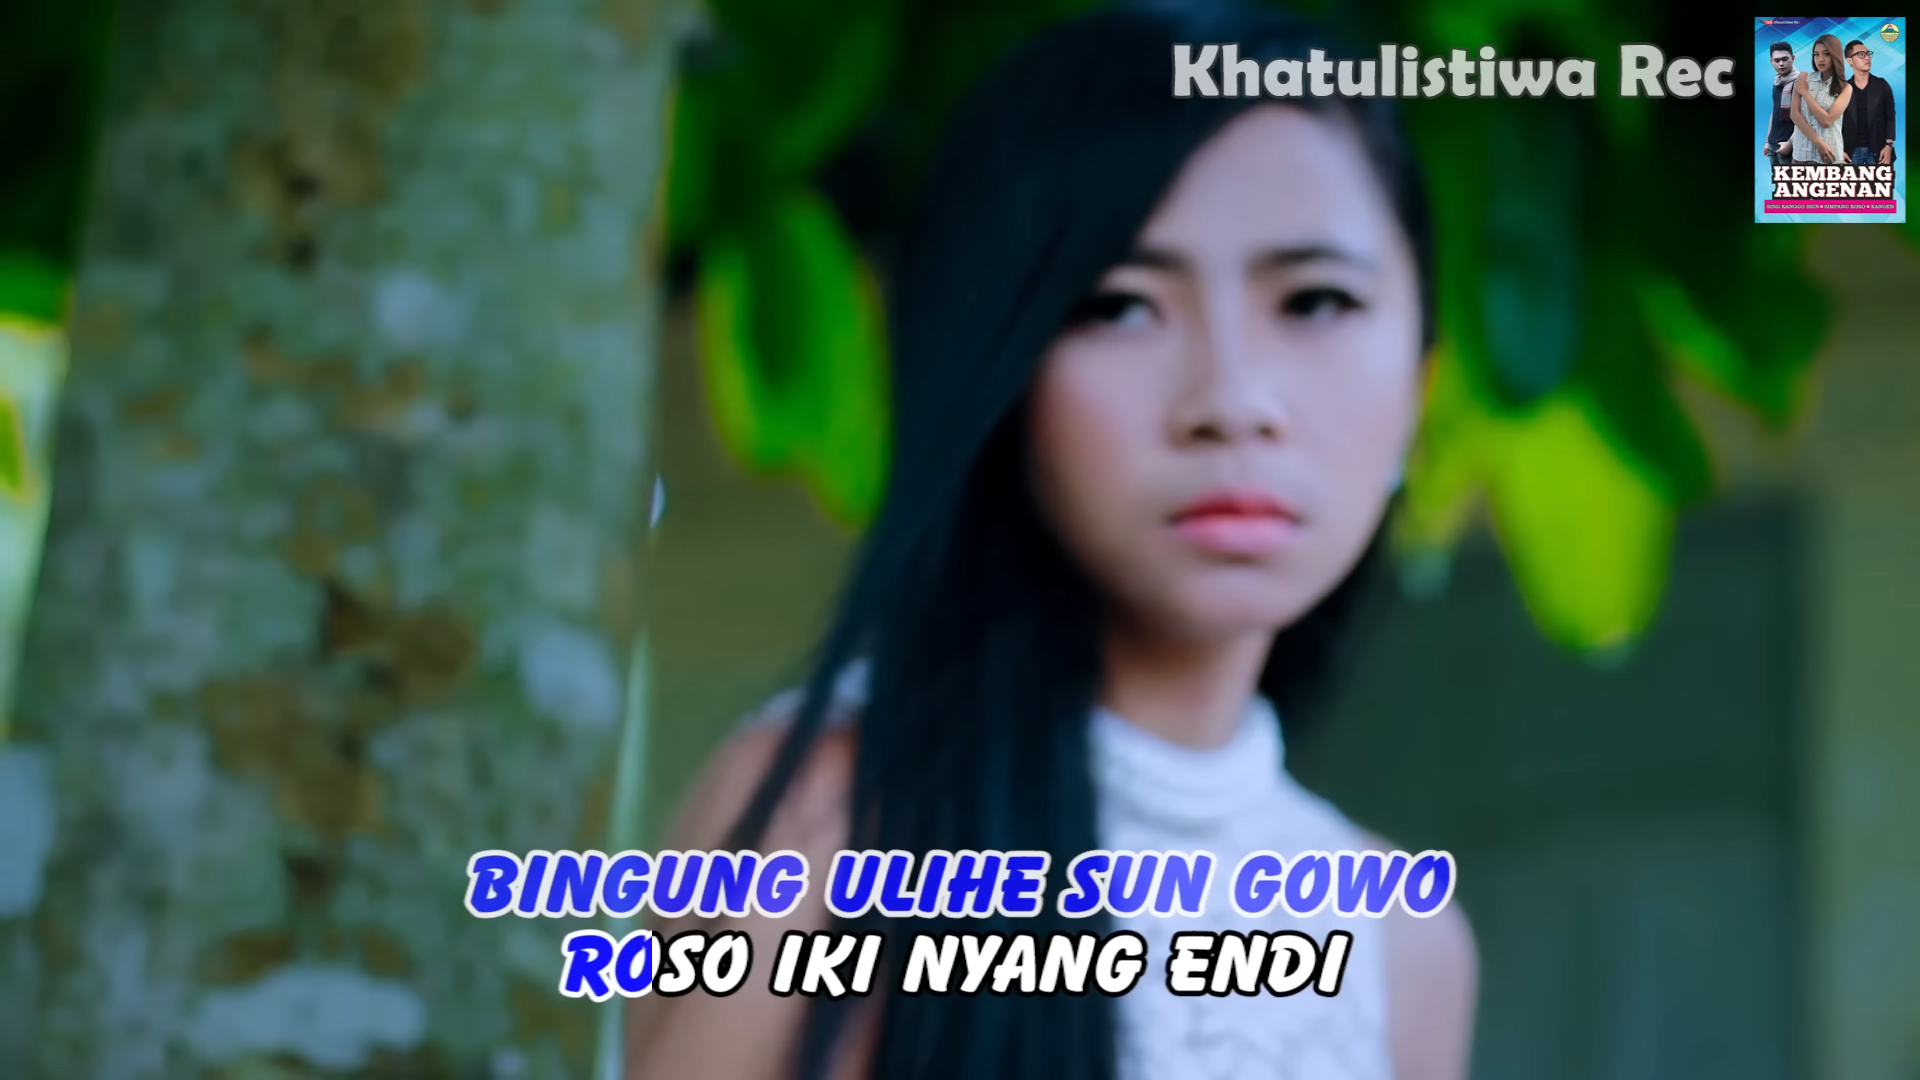 Khatulistiwa Rec
KEMBANG
ANGENAN
BINGUNG ULIHE SUN GOWO
ROSO IKI NYANG ENDI